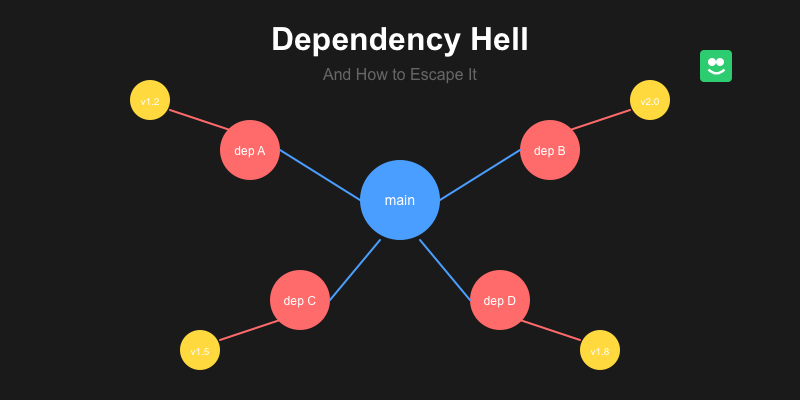 Dependency Hell
And How to Escape It
v1.2
v2.0
dep A
dep B
main
dep C
dep D
v1.5
v1.8